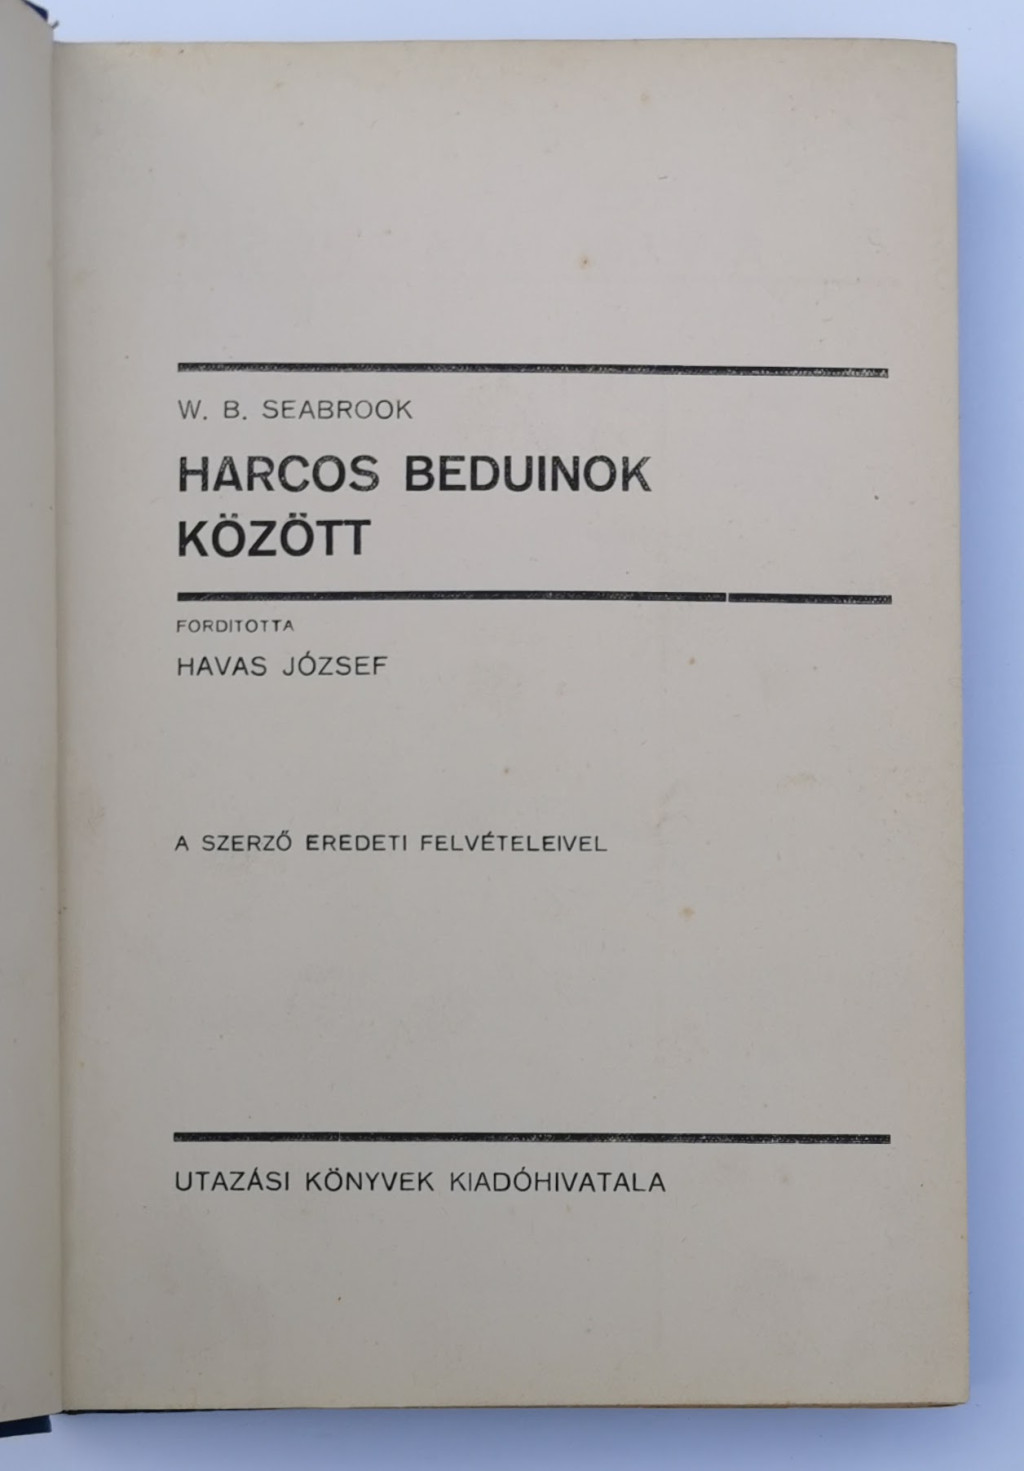 W. B. SEABROOK
HARCOS BEDUINOK
KÖZÖTT
FORDITOTTA
HAVAS JÓZSEF
A SZERZŐ EREDETI FELVÉTELEIVEL
UTAZÁSI KÖNYVEK KIADÓHIVATALA